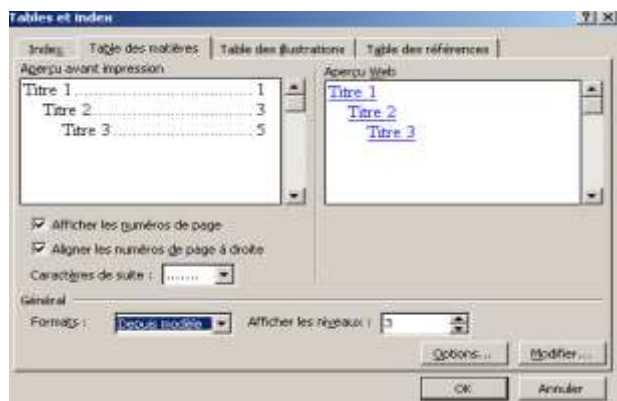 Tables et index
Index Table des matières Table des illustrations Table des références
Aperçu avant impression
Titre 1 ........ 1
Titre 2 ........ 3
Titre 3 ........ 5
Aperçu Web
Titre 1
Titre 2
Titre 3
Afficher les numéros de page
Aligner les numéros de page à droite
Caractères de suite : .......
Général
Formats : Depuis modèle Afficher les niveaux : 3
Options... Modifier...
OK Annuler